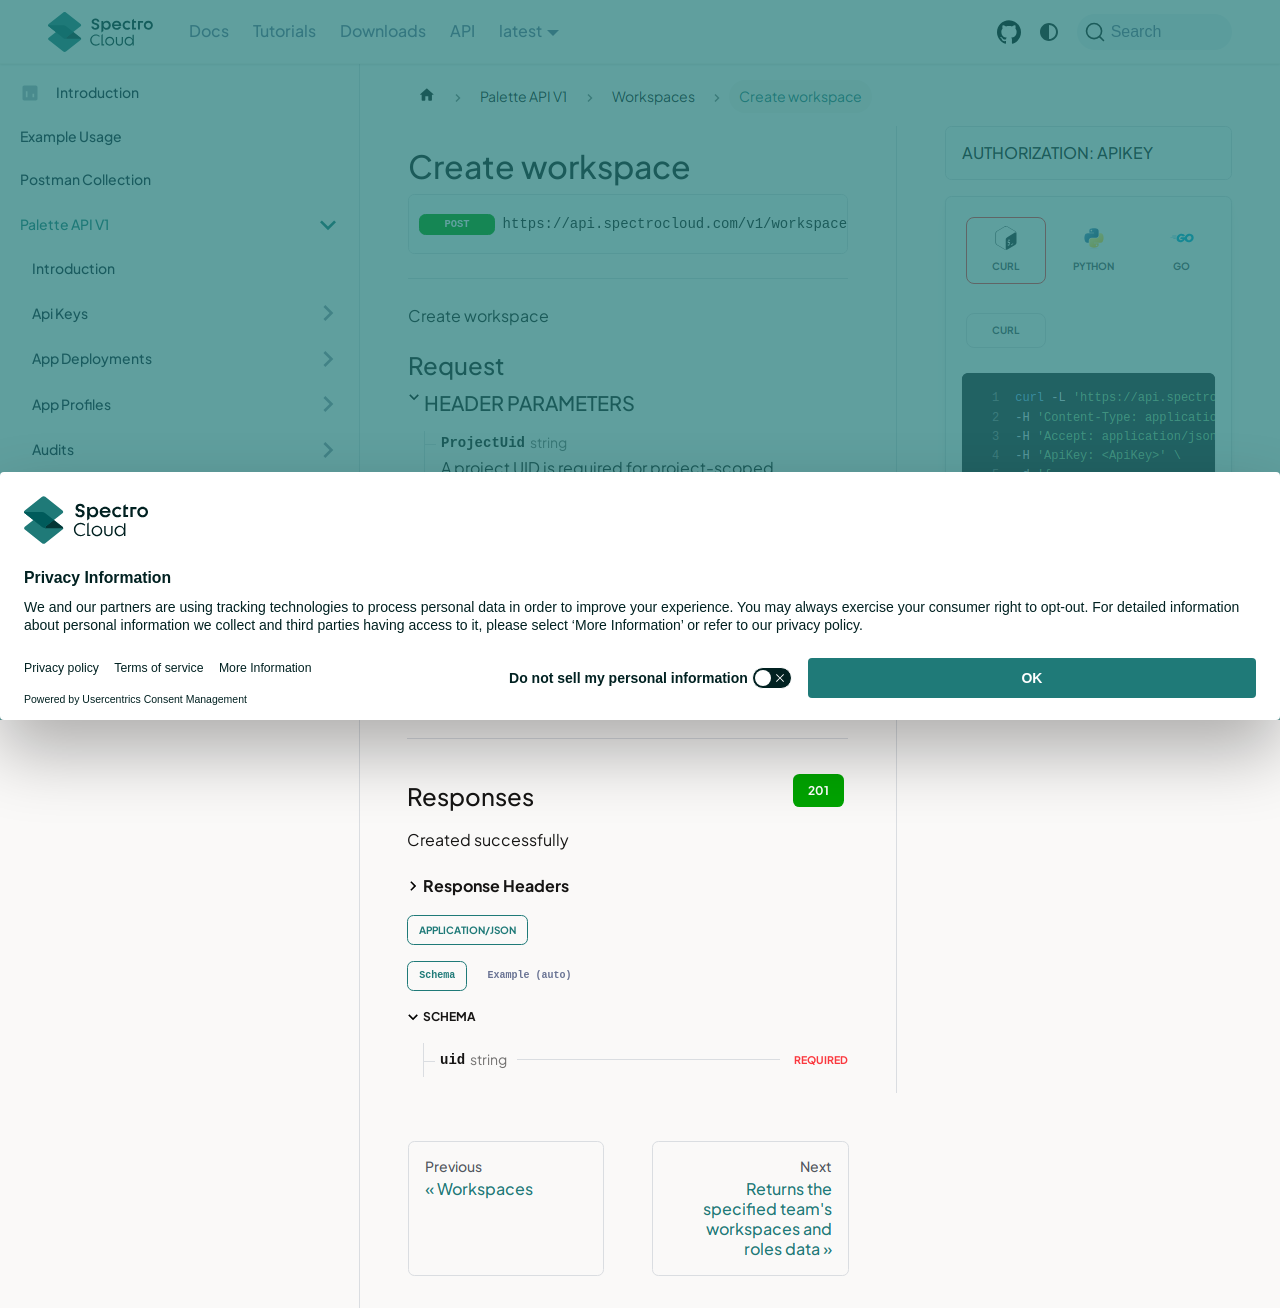 Spectro
Cloud
Docs
Tutorials
Downloads
API
latest
Search
Introduction
Example Usage
Postman Collection
Palette API V1
Introduction
Api Keys
App Deployments
App Profiles
Audits
Palette API V1
Workspaces
Create workspace
Create workspace
POST https://api.spectrocloud.com/v1/workspace
Create workspace
Request
HEADER PARAMETERS
ProjectUid string
A project UID is required for project-scoped
AUTHORIZATION: APIKEY
CURL
PYTHON
GO
CURL
1 curl -L 'https://api.spectro
2 -H 'Content-Type: applicatio
3 -H 'Accept: application/json
4 -H 'ApiKey: <ApiKey>' \
Spectro
Cloud
Privacy Information
We and our partners are using tracking technologies to process personal data in order to improve your experience. You may always exercise your consumer right to opt-out. For detailed information
about personal information we collect and third parties having access to it, please select ‘More Information’ or refer to our privacy policy.
Privacy policy
Terms of service
More Information
Powered by Usercentrics Consent Management
Do not sell my personal information
OK
Responses
201
Created successfully
Response Headers
APPLICATION/JSON
Schema
Example (auto)
SCHEMA
uid string
REQUIRED
Previous
« Workspaces
Next
Returns the
specified team's
workspaces and
roles data »